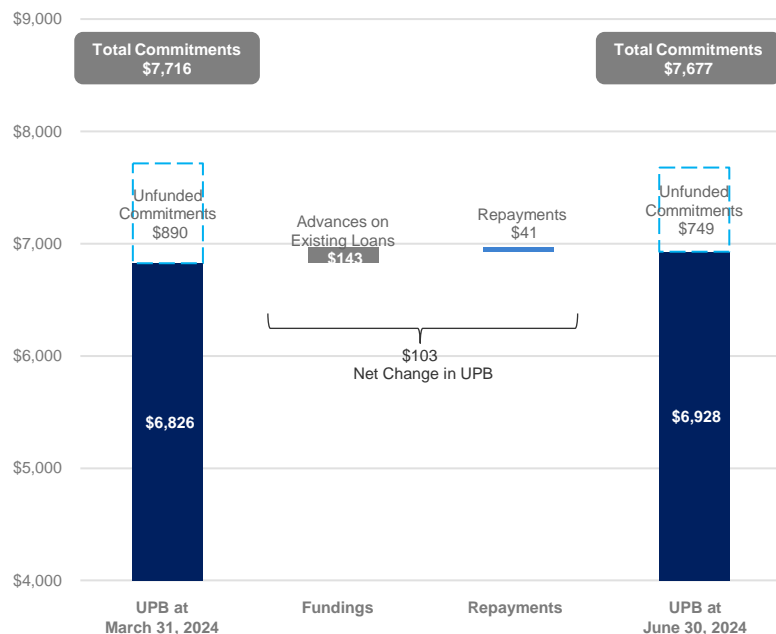 $9,000
Total Commitments
$7,716
Total Commitments
$7,677
$8,000
Unfunded
Commitments
$890
Advances on
Existing Loans
$143
Repayments
$41
Unfunded
Commitments
$749
$7,000
$6,000
$103
Net Change in UPB
$6,826
$6,928
$5,000
$4,000
UPB at
March 31, 2024
Fundings
Repayments
UPB at
June 30, 2024